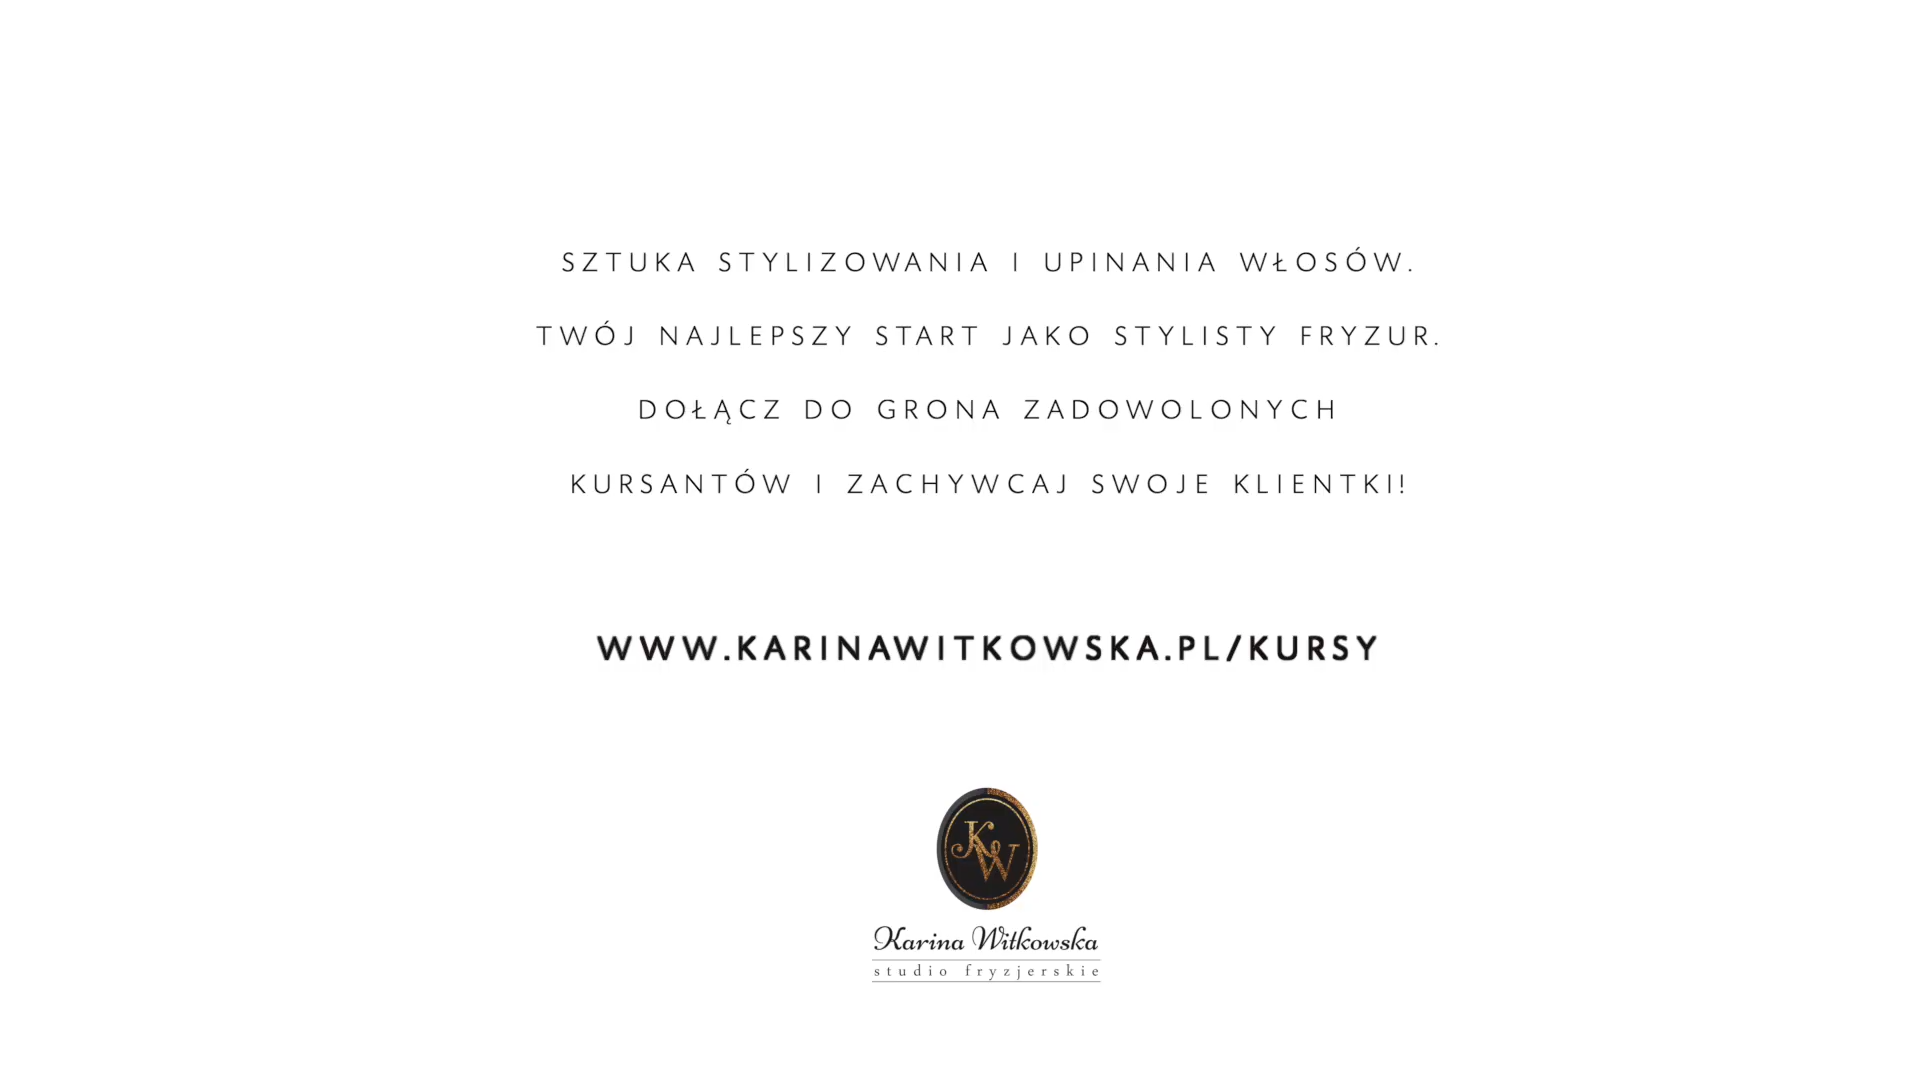 SZTUKA STYLIZOWANIA I UPINANIA WŁOSÓW.
TWÓJ NAJLEPSZY START JAKO STYLISTY FRYZUR.
DOŁĄCZ DO GRONA ZADOWOLONYCH
KURSANTÓW I ZACHYWCAJ SWOJE KLIENTKI!
WWW.KARINAWITKOWSKA.PL/KURSY
KW
Karina Witkowska
studio fryzjerskie